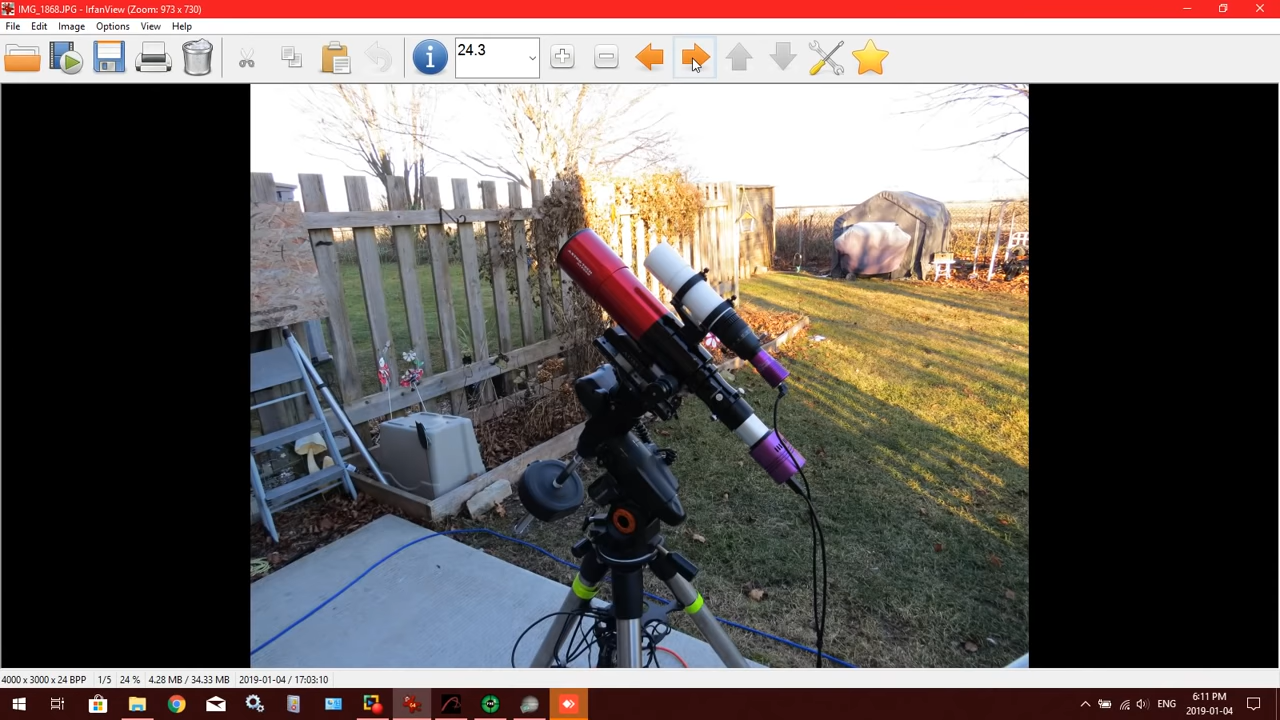 IMG_1868.JPG - IrfanView (Zoom: 973 x 730)
File Edit Image Options View Help
24.3
4000 x 3000 x 24 BPP 1/5 24 % 4.28 MB / 34.33 MB 2019-01-04 / 17:03:10
ENG
6:11 PM
2019-01-04